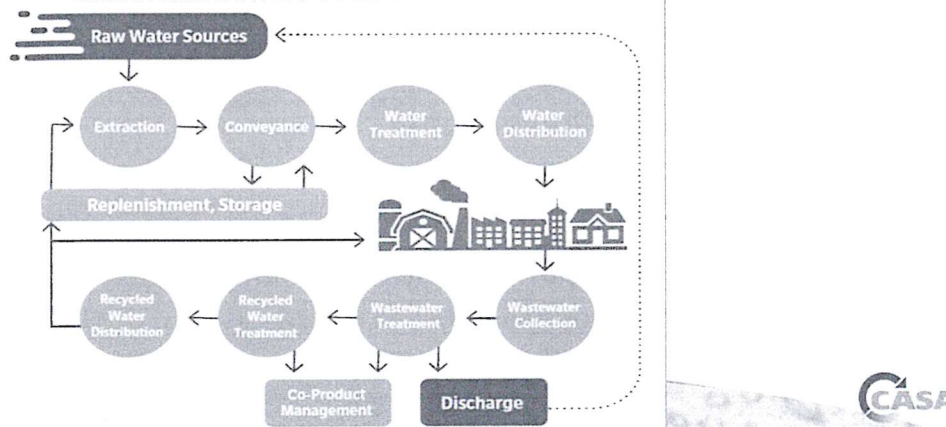 Raw Water Sources
Extraction
Conveyance
Water
Treatment
Water
Distribution
Replenishment, Storage
Recycled
Water
Distribution
Recycled
Water
Treatment
Wastewater
Treatment
Wastewater
Collection
Co-Product
Management
Discharge
CASA